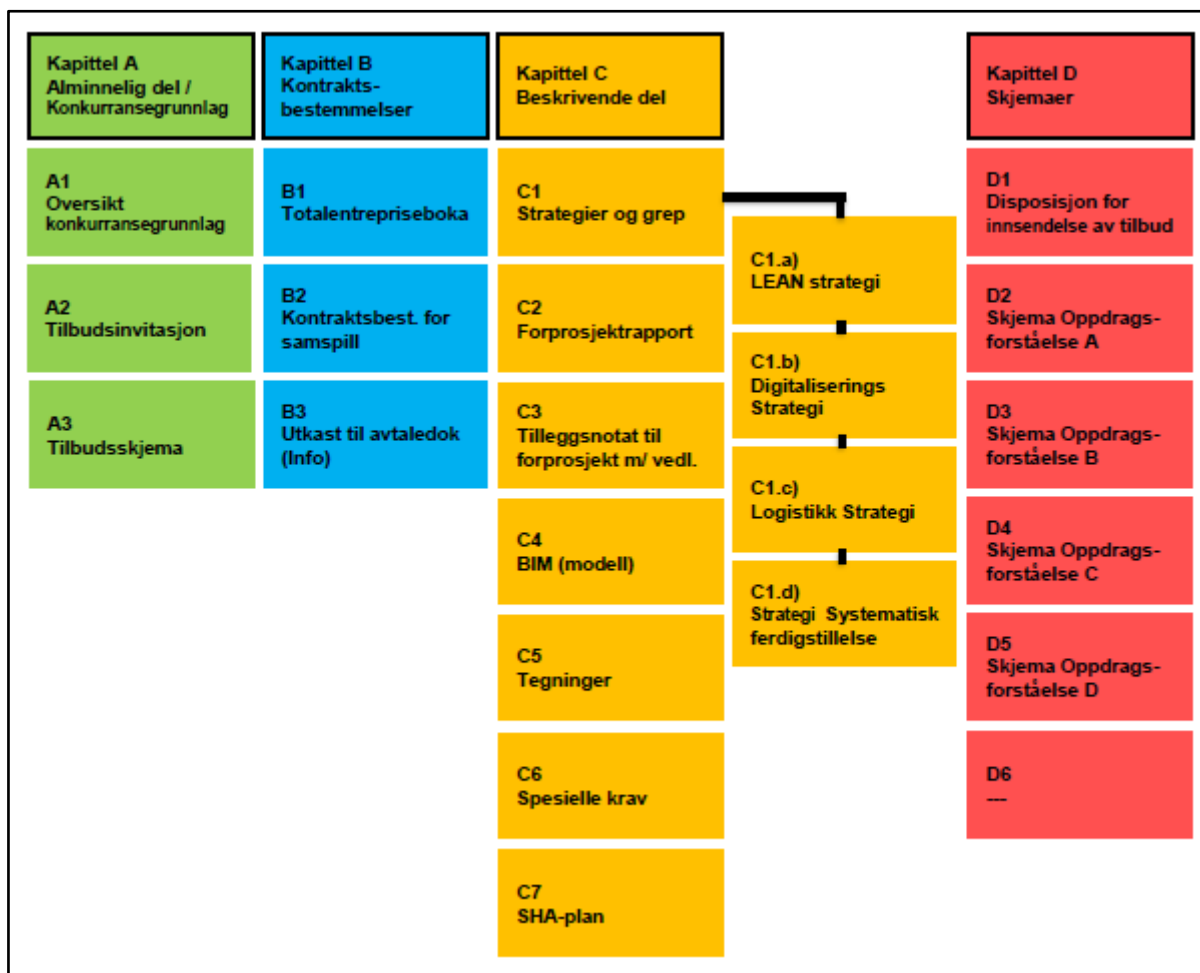 Kapittel A
Alminnelig del /
Konkurransegrunnlag
A1
Oversikt
konkurransegrunnlag
A2
Tilbudsinvitasjon
A3
Tilbudsskjema
Kapittel B
Kontrakts-
bestemmelser
B1
Totalentrepriseboka
B2
Kontraktsbest. for
samspill
B3
Utkast til avtaledok
(Info)
Kapittel C
Beskrivende del
C1
Strategier og grep
C2
Forprosjektrapport
C3
Tilleggsnotat til
forprosjekt m/ vedl.
C4
BIM (modell)
C5
Tegninger
C6
Spesielle krav
C7
SHA-plan
C1.a)
LEAN strategi
C1.b)
Digitaliserings
Strategi
C1.c)
Logistikk Strategi
C1.d)
Strategi Systematisk
ferdigstillelse
Kapittel D
Skjemaer
D1
Disposisjon for
innsendelse av tilbud
D2
Skjema Oppdrags-
forståelse A
D3
Skjema Oppdrags-
forståelse B
D4
Skjema Oppdrags-
forståelse C
D5
Skjema Oppdrags-
forståelse D
D6
---